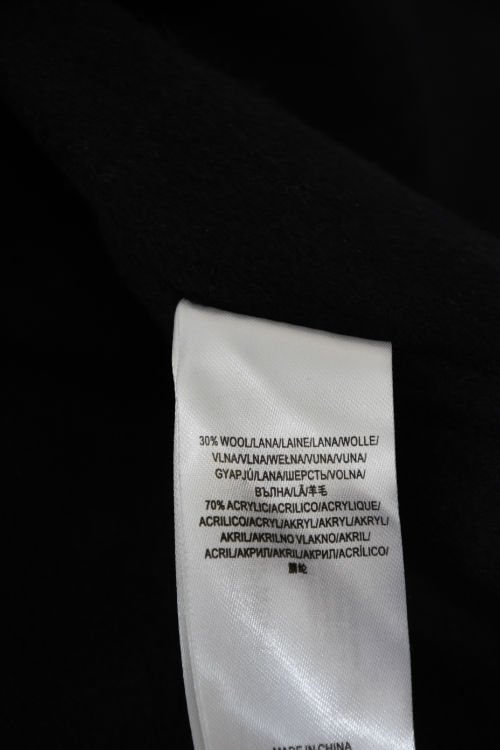 30% WOOL/LANA/LAINE/LANA/WOLLE/
VLNA/VLNA/WEŁNA/VUNA/VUNA/
GYAPJÚ/LANA/ШЕРСТЬ/VOLNA/
ВЪЛНА/LÃ/羊毛
70% ACRYLIC/ACRILICO/ACRYLIQUE/
ACRILICO/ACRYL/AKRYL/AKRYL/AKRYL/
AKRIL/AKRILNO VLAKNO/AKRIL/
ACRIL/АКРИЛ/AKRIL/АКРИЛ/ACRÍLICO/
腈纶
MADE IN CHINA